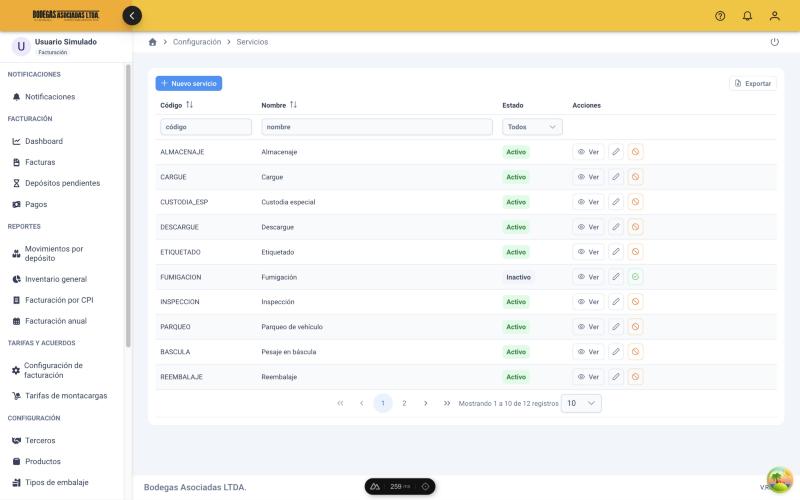 BODEGAS ASOCIADAS LTDA.
U
Usuario Simulado
Facturación
Configuración
Servicios
NOTIFICACIONES
Notificaciones
FACTURACIÓN
Dashboard
Facturas
Depósitos pendientes
Pagos
REPORTES
Movimientos por
depósito
Inventario general
Facturación por CPI
Facturación anual
TARIFAS Y ACUERDOS
Configuración de
facturación
Tarifas de montacargas
CONFIGURACIÓN
Terceros
Productos
Tipos de embalaje
Nuevo servicio
Exportar
Código Nombre Estado Acciones
código nombre Todos
ALMACENAJE Almacenaje Activo Ver
CARGUE Cargue Activo Ver
CUSTODIA_ESP Custodia especial Activo Ver
DESCARGUE Descargue Activo Ver
ETIQUETADO Etiquetado Activo Ver
FUMIGACION Fumigación Inactivo Ver
INSPECCION Inspección Activo Ver
PARQUEO Parqueo de vehículo Activo Ver
BASCULA Pesaje en báscula Activo Ver
REEMBALAJE Reembalaje Activo Ver
1 2 Mostrando 1 a 10 de 12 registros 10
Bodegas Asociadas LTDA.
259 ms